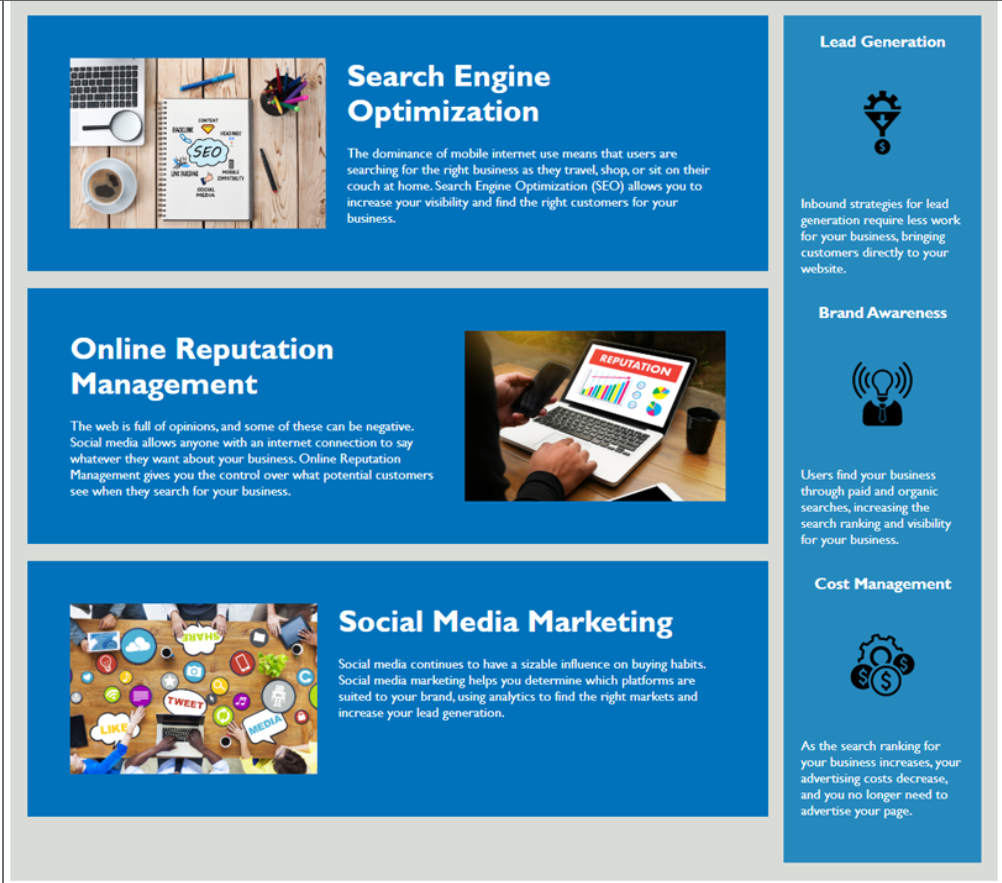 Search Engine
Optimization
The dominance of mobile internet use means that users are
searching for the right business as they travel, shop, or sit on their
couch at home. Search Engine Optimization (SEO) allows you to
increase your visibility and find the right customers for your
business.
CONTENT
BACKLINK
HEADINGS
SEO
LINK BUILDING
MOBILE
COMPATIBILITY
SOCIAL
MEDIA
Online Reputation
Management
The web is full of opinions, and some of these can be negative.
Social media allows anyone with an internet connection to say
whatever they want about your business. Online Reputation
Management gives you the control over what potential customers
see when they search for your business.
REPUTATION
Social Media Marketing
Social media continues to have a sizable influence on buying habits.
Social media marketing helps you determine which platforms are
suited to your brand, using analytics to find the right markets and
increase your lead generation.
SHARE
TWEET
LIKE
MEDIA
Lead Generation
$
Inbound strategies for lead
generation require less work
for your business, bringing
customers directly to your
website.
Brand Awareness
Users find your business
through paid and organic
searches, increasing the
search ranking and visibility
for your business.
Cost Management
$ $ $
As the search ranking for
your business increases, your
advertising costs decrease,
and you no longer need to
advertise your page.